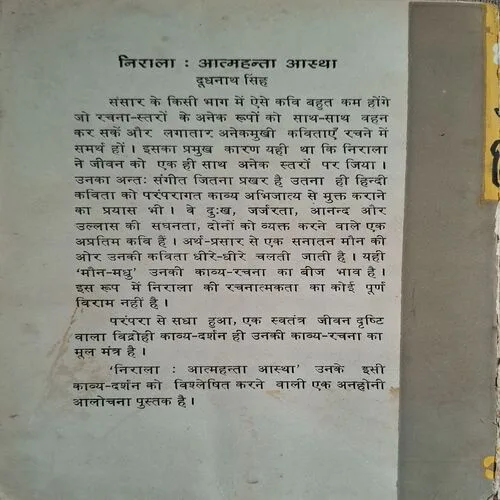 निराला : आत्महन्ता आस्था
दूधनाथ सिंह
संसार के किसी भाग में ऐसे कवि बहुत कम होंगे
जो रचना-स्तरों के अनेक रूपों को साथ-साथ वहन
कर सकें और लगातार अनेकमुखी कविताएँ रचने में
समर्थ हों । इसका प्रमुख कारण यही था कि निराला
ने जीवन को एक ही साथ अनेक स्तरों पर जिया ।
उनका अन्तः संगीत जितना प्रखर है उतना ही हिन्दी
कविता को परंपरागत काव्य अभिजात्य से मुक्त कराने
का प्रयास भी । वे दुःख, जर्जरता, आनन्द और
उल्लास की सघनता, दोनों को व्यक्त करने वाले एक
अप्रतिम कवि हैं । अर्थ-प्रसार से एक सनातन मौन की
ओर उनकी कविता धीरे-धीरे चलती जाती है । यही
‘मौन-मधु’ उनकी काव्य-रचना का बीज भाव है ।
इस रूप में निराला की रचनात्मकता का कोई पूर्ण
विराम नहीं है ।
परंपरा से सधा हुआ, एक स्वतंत्र जीवन दृष्टि
वाला विद्रोही काव्य-दर्शन ही उनकी काव्य-रचना का
मूल मंत्र है ।
‘निराला : आत्महन्ता आस्था’ उनके इसी
काव्य-दर्शन को विश्लेषित करने वाली एक अनहोनी
आलोचना पुस्तक है ।